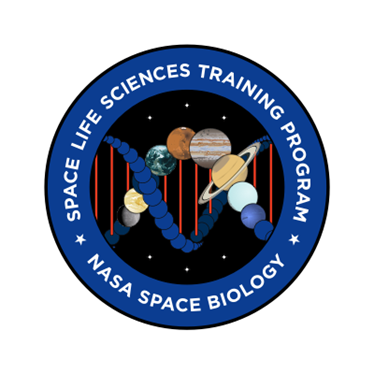 SPACE LIFE SCIENCES TRAINING PROGRAM
NASA SPACE BIOLOGY